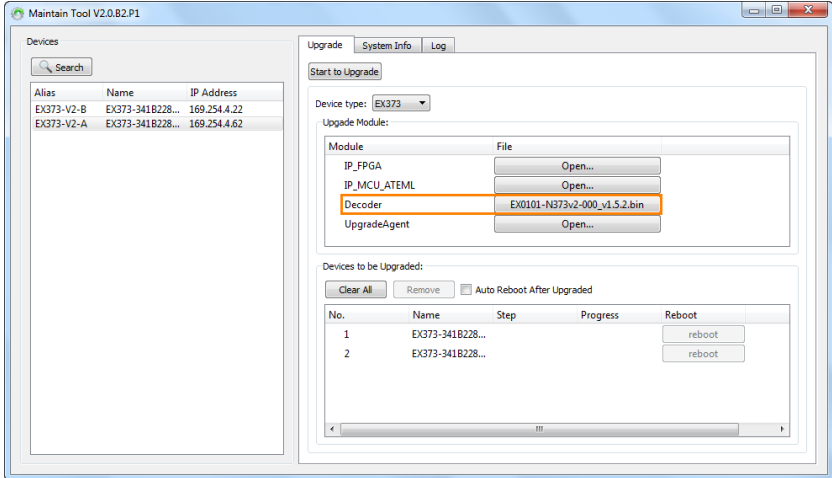 Maintain Tool V2.0.B2.P1
Devices
Search
Alias Name IP Address
EX373-V2-B EX373-341B228... 169.254.4.22
EX373-V2-A EX373-341B228... 169.254.4.62
Upgrade System Info Log
Start to Upgrade
Device type: EX373
Upgade Module:
Module File
IP_FPGA Open...
IP_MCU_ATEML Open...
Decoder EX0101-N373v2-000_v1.5.2.bin
UpgradeAgent Open...
Devices to be Upgraded:
Clear All Remove Auto Reboot After Upgraded
No. Name Step Progress Reboot
1 EX373-341B228... reboot
2 EX373-341B228... reboot